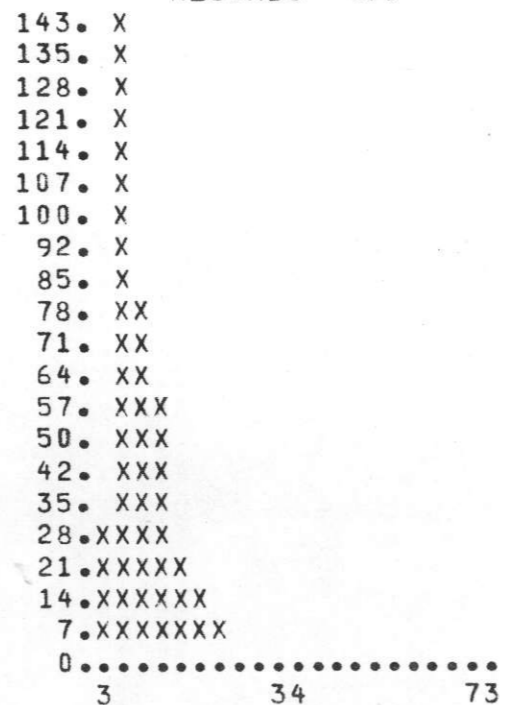 143. X
135. X
128. X
121. X
114. X
107. X
100. X
92. X
85. X
78. XX
71. XX
64. XX
57. XXX
50. XXX
42. XXX
35. XXX
28.XXXX
21.XXXXX
14.XXXXXX
7.XXXXXXX
0......................
3 34 73